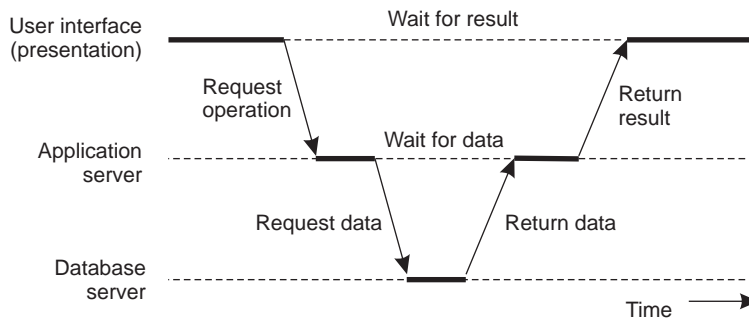 User interface
(presentation)
Wait for result
Request
operation
Return
result
Application
server
Wait for data
Request data
Return data
Database
server
Time